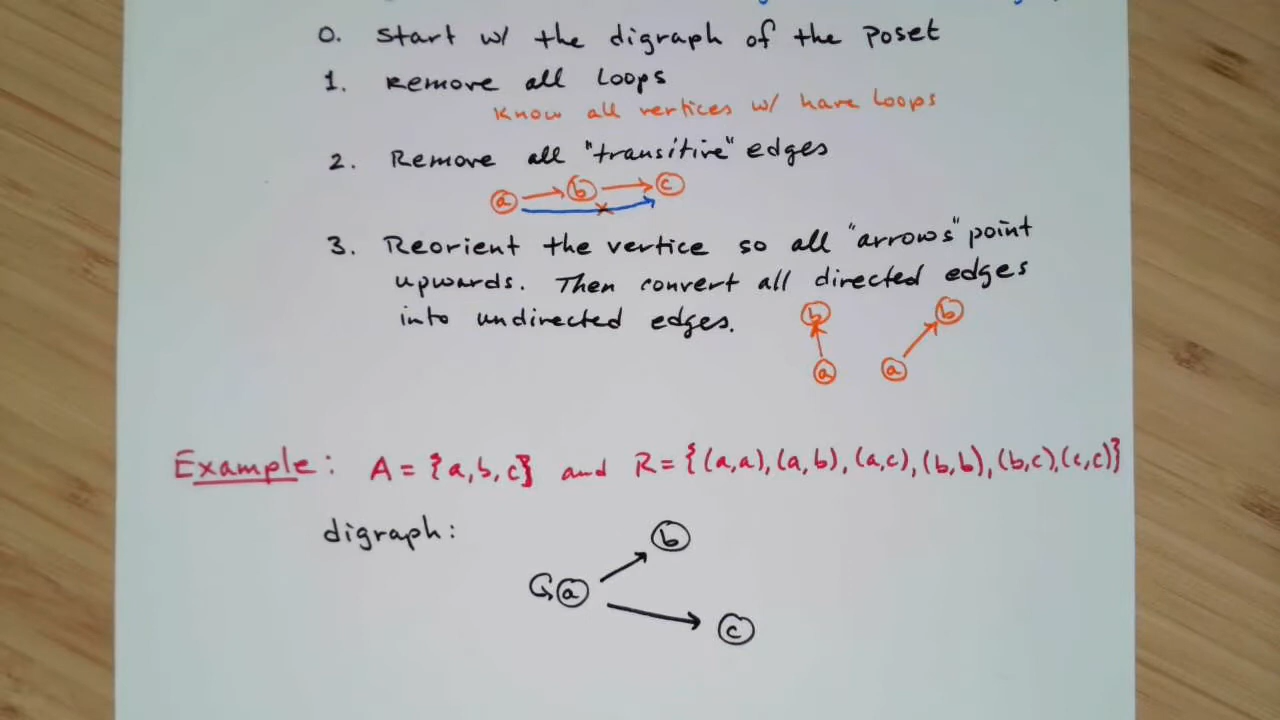 0. Start w/ the digraph of the poset
1. Remove all loops
Know all vertices w/ have loops
2. Remove all "transitive" edges
a b c
3. Reorient the vertice so all "arrows" point
upwards. Then convert all directed edges
into undirected edges.
b b
a a
Example: A = {a,b,c} and R = {(a,a),(a,b),(a,c),(b,b),(b,c),(c,c)}
digraph:
b
a
c